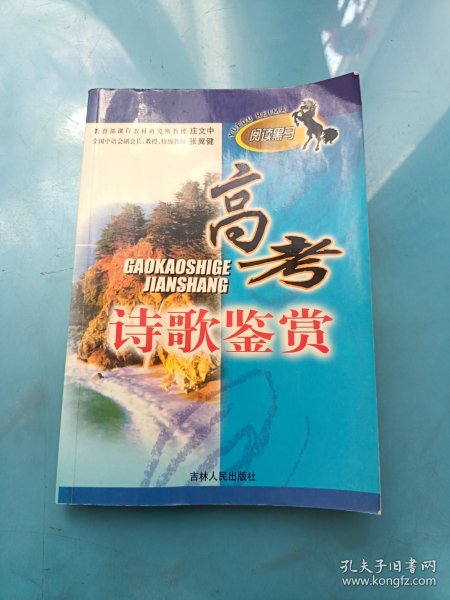 YUEDU HEIMA
阅读黑马
教育部课程教材研究所教授 庄文中
全国中语会副会长、教授、特级教师 张翼健
高考
GAOKAOSHIGE
JIANSHANG
诗歌鉴赏
吉林人民出版社
孔夫子旧书网
www.kongfz.com